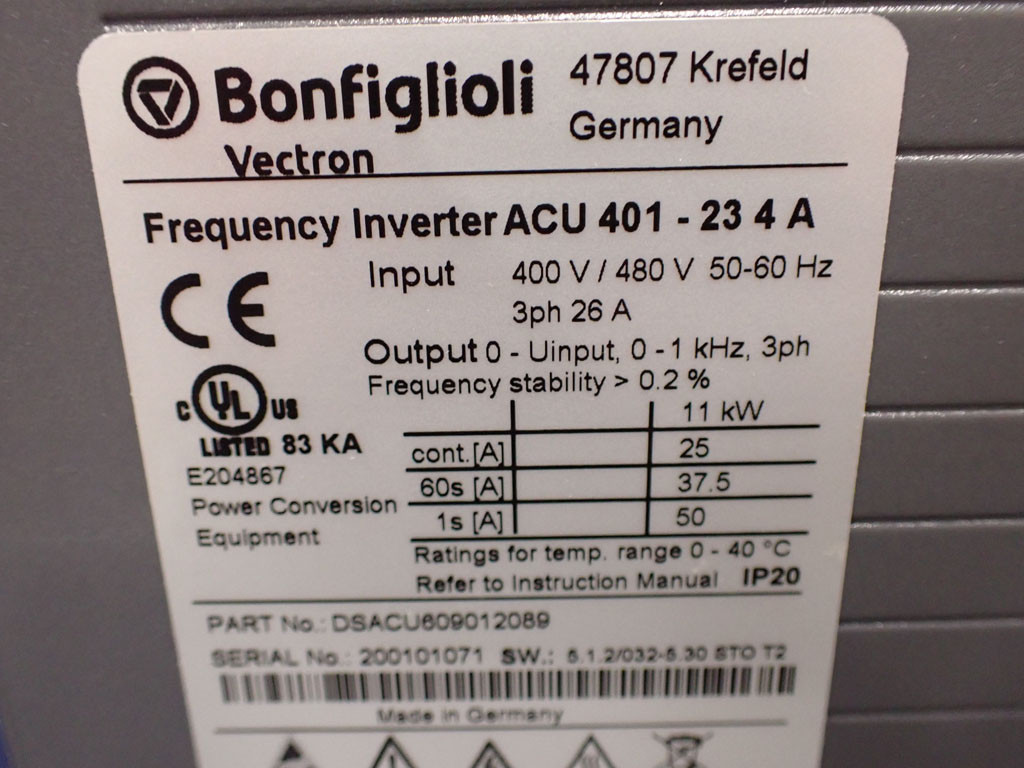 Bonfiglioli
Vectron
47807 Krefeld
Germany
Frequency Inverter ACU 401 - 23 4 A
Input 400 V / 480 V 50-60 Hz
3ph 26 A
Output 0 - Uinput, 0 - 1 kHz, 3ph
Frequency stability > 0.2 %
CE
C UL US
LISTED 83 KA
E204867
Power Conversion
Equipment
11 kW
cont.[A] 25
60s [A] 37.5
1s [A] 50
Ratings for temp. range 0 - 40 °C
Refer to Instruction Manual IP20
PART No.: DSACU609012089
SERIAL No.: 200101071 SW.: 5.1.2/032-5.30 STO T2
Made in Germany